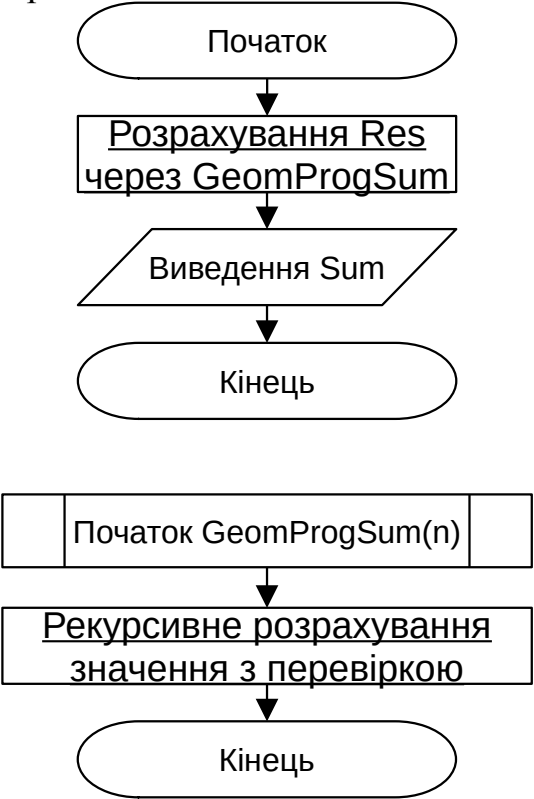 Початок
Розрахування Res
через GeomProgSum
Виведення Sum
Кінець
Початок GeomProgSum(n)
Рекурсивне розрахування
значення з перевіркою
Кінець